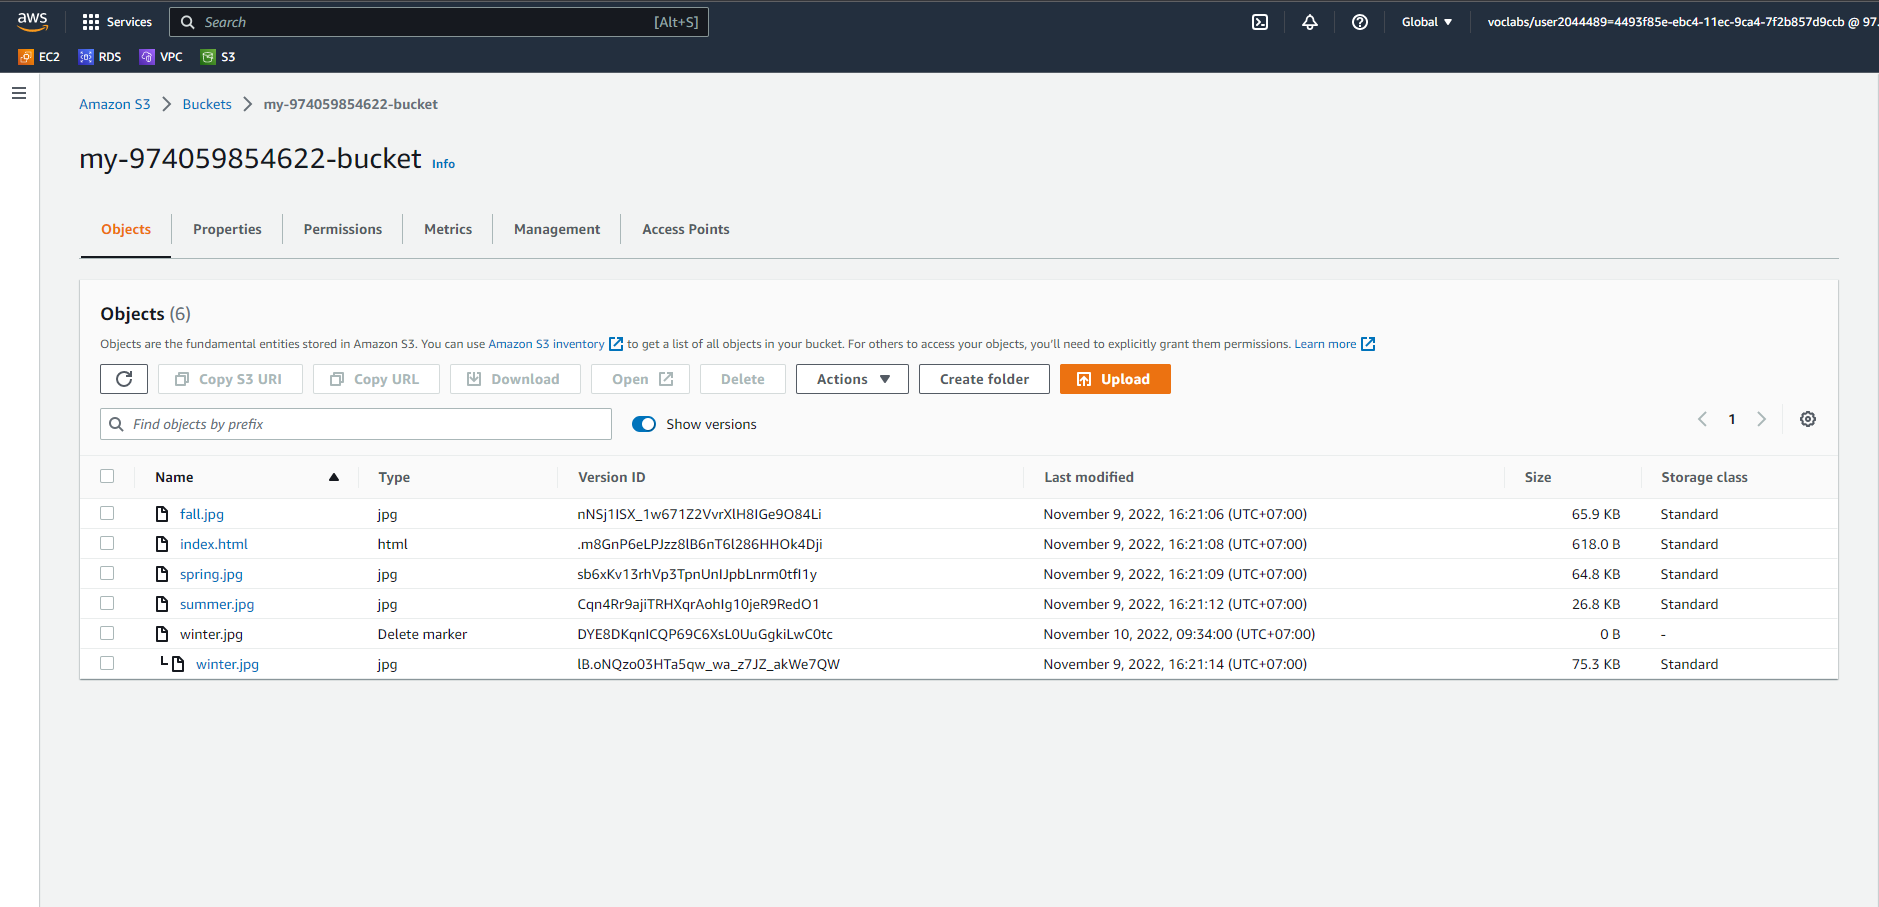 aws Services Search [Alt+S] Global voclabs/user2044489=4493f85e-ebc4-11ec-9ca4-7f2b857d9ccb @ 97.
EC2 RDS VPC S3
Amazon S3 Buckets my-974059854622-bucket
my-974059854622-bucket Info
Objects Properties Permissions Metrics Management Access Points
Objects (6)
Objects are the fundamental entities stored in Amazon S3. You can use Amazon S3 inventory to get a list of all objects in your bucket. For others to access your objects, you'll need to explicitly grant them permissions. Learn more
Copy S3 URI Copy URL Download Open Delete Actions Create folder Upload
Find objects by prefix Show versions 1
Name Type Version ID Last modified Size Storage class
fall.jpg jpg nNSj1ISX_1w671Z2VvrXlH8IGe9O84Li November 9, 2022, 16:21:06 (UTC+07:00) 65.9 KB Standard
index.html html .m8GnP6eLPJzz8lB6nT6l286HHOk4Dji November 9, 2022, 16:21:08 (UTC+07:00) 618.0 B Standard
spring.jpg jpg sb6xKv13rhVp3TpnUnIJpbLnrm0tfI1y November 9, 2022, 16:21:09 (UTC+07:00) 64.8 KB Standard
summer.jpg jpg Cqn4Rr9ajiTRHXqrAohIg10jeR9RedO1 November 9, 2022, 16:21:12 (UTC+07:00) 26.8 KB Standard
winter.jpg Delete marker DYE8DKqnICQP69C6XsL0UuGgkiLwC0tc November 10, 2022, 09:34:00 (UTC+07:00) 0 B -
winter.jpg jpg lB.oNQzo03HTa5qw_wa_z7JZ_akWe7QW November 9, 2022, 16:21:14 (UTC+07:00) 75.3 KB Standard